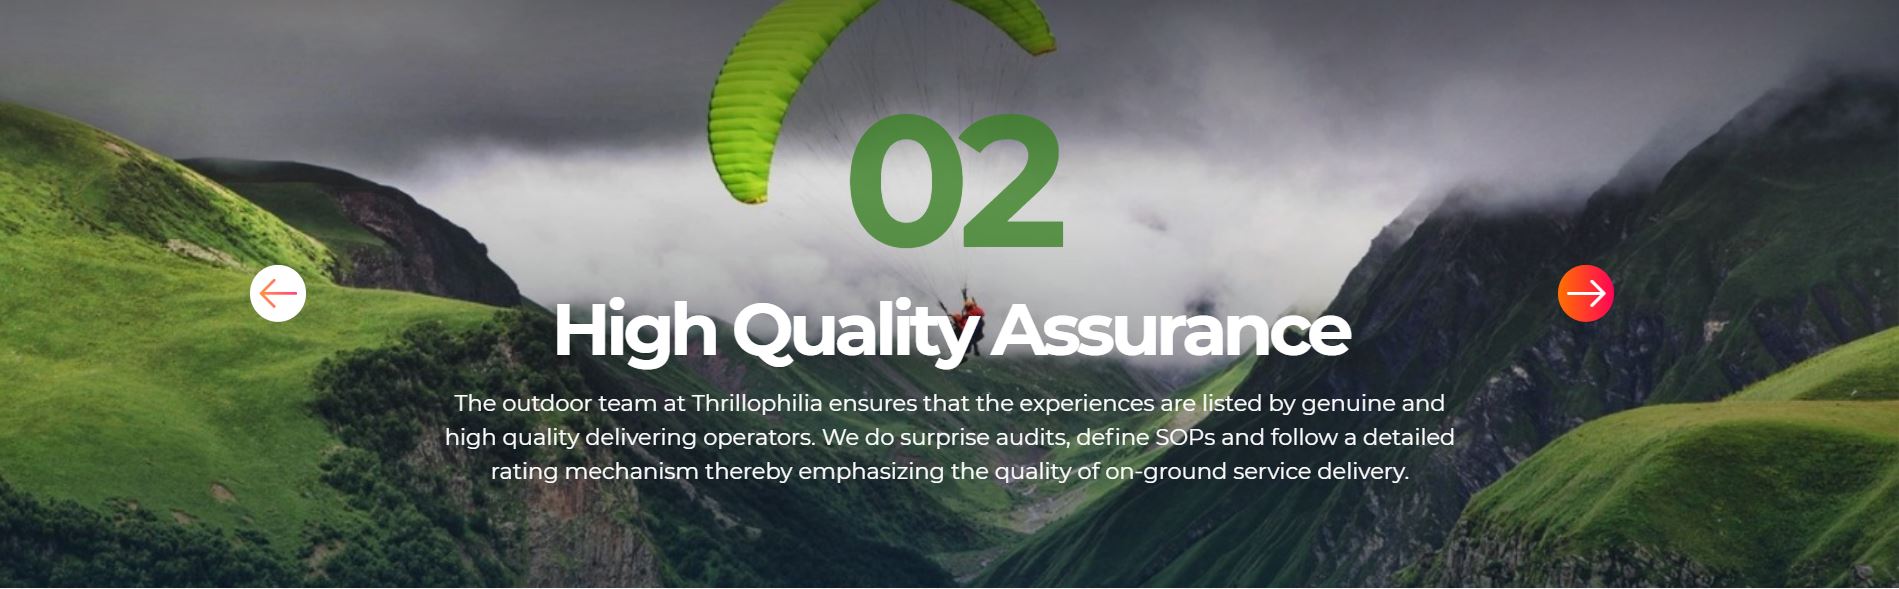 02
High Quality Assurance
The outdoor team at Thrillophilia ensures that the experiences are listed by genuine and
high quality delivering operators. We do surprise audits, define SOPs and follow a detailed
rating mechanism thereby emphasizing the quality of on-ground service delivery.